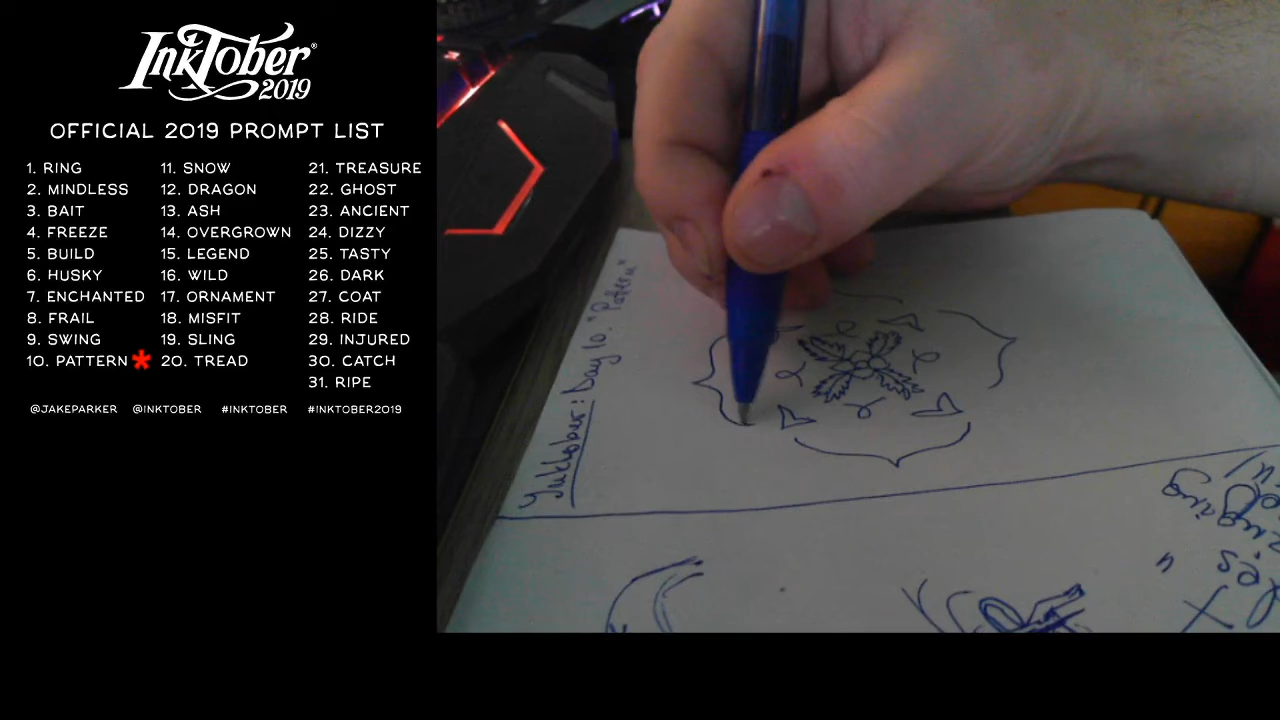 InkTober®
2019
OFFICIAL 2019 PROMPT LIST
1. RING
2. MINDLESS
3. BAIT
4. FREEZE
5. BUILD
6. HUSKY
7. ENCHANTED
8. FRAIL
9. SWING
10. PATTERN *
11. SNOW
12. DRAGON
13. ASH
14. OVERGROWN
15. LEGEND
16. WILD
17. ORNAMENT
18. MISFIT
19. SLING
20. TREAD
21. TREASURE
22. GHOST
23. ANCIENT
24. DIZZY
25. TASTY
26. DARK
27. COAT
28. RIDE
29. INJURED
30. CATCH
31. RIPE
@JAKEPARKER @INKTOBER #INKTOBER #INKTOBER2019
Inktober: Day 10. "Pattern"